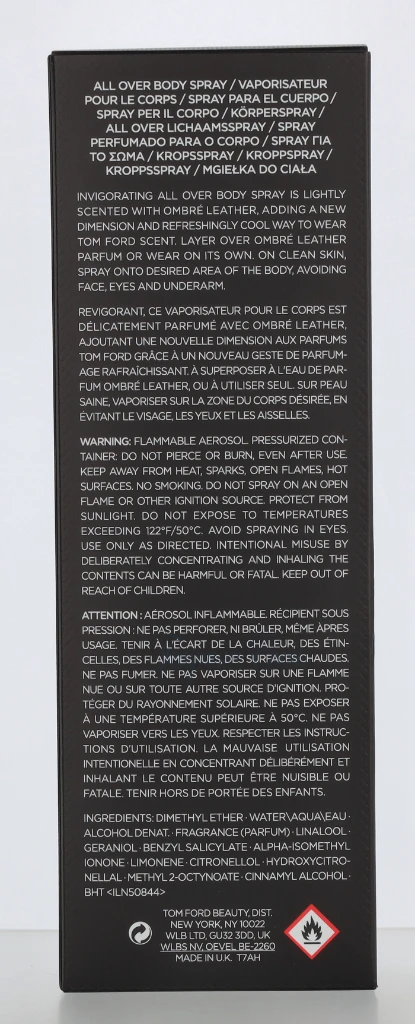 ALL OVER BODY SPRAY / VAPORISATEUR
POUR LE CORPS / SPRAY PARA EL CUERPO /
SPRAY PER IL CORPO / KÖRPERSPRAY /
ALL OVER LICHAAMSSPRAY / SPRAY
PERFUMADO PARA O CORPO / SPRAY ΓΙΑ
ΤΟ ΣΩΜΑ / KROPSSPRAY / KROPPSPRAY /
KROPPSSPRAY / MGIEŁKA DO CIAŁA
INVIGORATING ALL OVER BODY SPRAY IS LIGHTLY
SCENTED WITH OMBRÉ LEATHER, ADDING A NEW
DIMENSION AND REFRESHINGLY COOL WAY TO WEAR
TOM FORD SCENT. LAYER OVER OMBRÉ LEATHER
PARFUM OR WEAR ON ITS OWN. ON CLEAN SKIN,
SPRAY ONTO DESIRED AREA OF THE BODY, AVOIDING
FACE, EYES AND UNDERARM.
REVIGORANT, CE VAPORISATEUR POUR LE CORPS EST
DÉLICATEMENT PARFUMÉ AVEC OMBRÉ LEATHER,
AJOUTANT UNE NOUVELLE DIMENSION AUX PARFUMS
TOM FORD GRÂCE À UN NOUVEAU GESTE DE PARFUM-
AGE RAFRAÎCHISSANT. À SUPERPOSER À L'EAU DE PAR-
FUM OMBRÉ LEATHER, OU À UTILISER SEUL. SUR PEAU
SAINE, VAPORISER SUR LA ZONE DU CORPS DÉSIRÉE, EN
ÉVITANT LE VISAGE, LES YEUX ET LES AISSELLES.
WARNING: FLAMMABLE AEROSOL. PRESSURIZED CON-
TAINER: DO NOT PIERCE OR BURN, EVEN AFTER USE.
KEEP AWAY FROM HEAT, SPARKS, OPEN FLAMES, HOT
SURFACES. NO SMOKING. DO NOT SPRAY ON AN OPEN
FLAME OR OTHER IGNITION SOURCE. PROTECT FROM
SUNLIGHT. DO NOT EXPOSE TO TEMPERATURES
EXCEEDING 122°F/50°C. AVOID SPRAYING IN EYES.
USE ONLY AS DIRECTED. INTENTIONAL MISUSE BY
DELIBERATELY CONCENTRATING AND INHALING THE
CONTENTS CAN BE HARMFUL OR FATAL. KEEP OUT OF
REACH OF CHILDREN.
ATTENTION : AÉROSOL INFLAMMABLE. RÉCIPIENT SOUS
PRESSION : NE PAS PERFORER, NI BRÛLER, MÊME APRÈS
USAGE. TENIR À L'ÉCART DE LA CHALEUR, DES ÉTIN-
CELLES, DES FLAMMES NUES, DES SURFACES CHAUDES.
NE PAS FUMER. NE PAS VAPORISER SUR UNE FLAMME
NUE OU SUR TOUTE AUTRE SOURCE D'IGNITION. PRO-
TÉGER DU RAYONNEMENT SOLAIRE. NE PAS EXPOSER
À UNE TEMPÉRATURE SUPÉRIEURE À 50°C. NE PAS
VAPORISER VERS LES YEUX. RESPECTER LES INSTRUC-
TIONS D'UTILISATION. LA MAUVAISE UTILISATION
INTENTIONELLE EN CONCENTRANT DÉLIBÉRÉMENT ET
INHALANT LE CONTENU PEUT ÊTRE NUISIBLE OU
FATALE. TENIR HORS DE PORTÉE DES ENFANTS.
INGREDIENTS: DIMETHYL ETHER · WATER\AQUA\EAU ·
ALCOHOL DENAT. · FRAGRANCE (PARFUM) · LINALOOL ·
GERANIOL · BENZYL SALICYLATE · ALPHA-ISOMETHYL
IONONE · LIMONENE · CITRONELLOL · HYDROXYCITRO-
NELLAL · METHYL 2-OCTYNOATE · CINNAMYL ALCOHOL ·
BHT <ILN50844>
TOM FORD BEAUTY, DIST.
NEW YORK, NY 10022
WLB LTD, GU32 3DD, UK
WLBS NV, OEVEL BE-2260
MADE IN U.K. T7AH